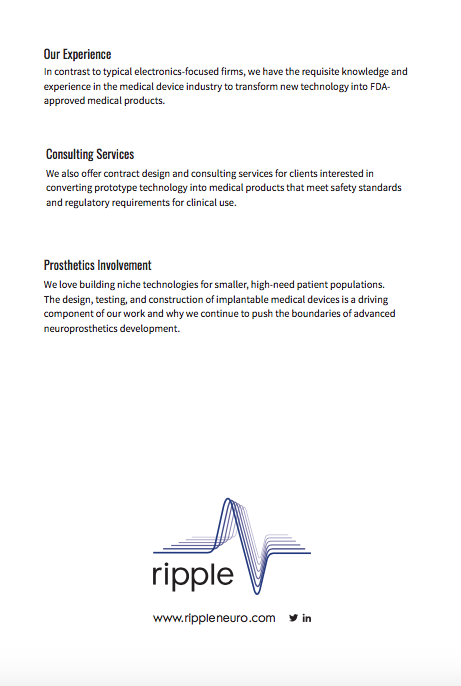 Our Experience
In contrast to typical electronics-focused firms, we have the requisite knowledge and
experience in the medical device industry to transform new technology into FDA-
approved medical products.
Consulting Services
We also offer contract design and consulting services for clients interested in
converting prototype technology into medical products that meet safety standards
and regulatory requirements for clinical use.
Prosthetics Involvement
We love building niche technologies for smaller, high-need patient populations.
The design, testing, and construction of implantable medical devices is a driving
component of our work and why we continue to push the boundaries of advanced
neuroprosthetics development.
ripple
www.rippleneuro.com in